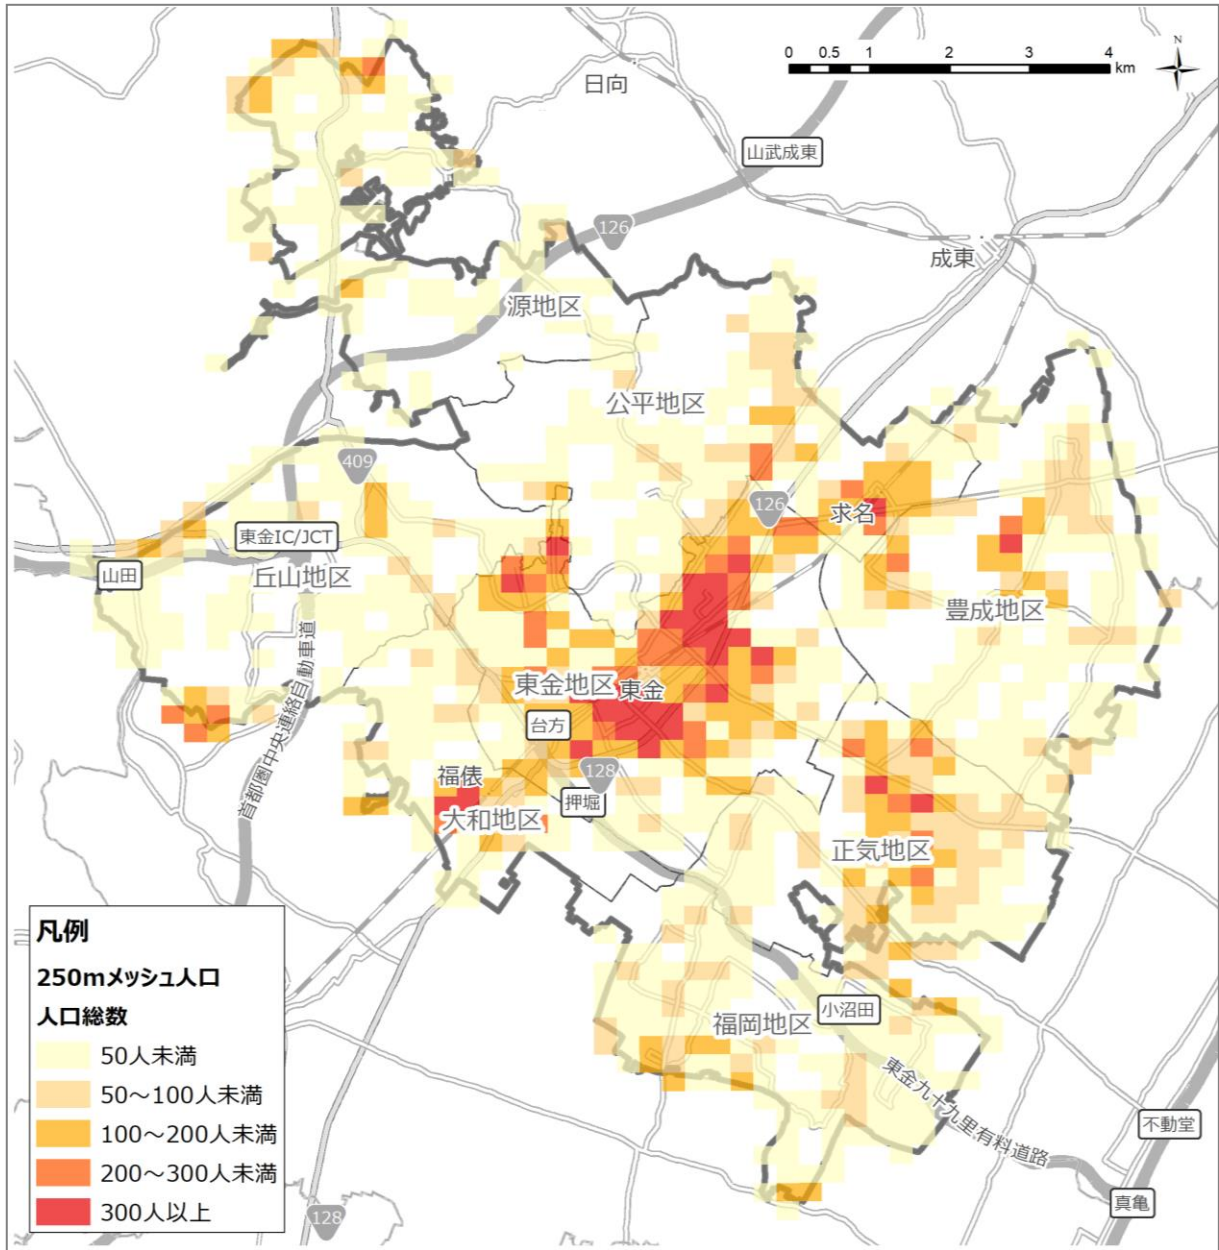 0 0.5 1 2 3 4
km
N
日向
山武成東
126
成東
源地区
公平地区
409
126
求名
東金IC/JCT
山田
丘山地区
豊成地区
東金地区
東金
台方
首都圏中央連絡自動車道
福俵
128
押堀
大和地区
正気地区
小沼田
福岡地区
東金九十九里有料道路
不動堂
真亀
128
凡例
250mメッシュ人口
人口総数
50人未満
50～100人未満
100～200人未満
200～300人未満
300人以上